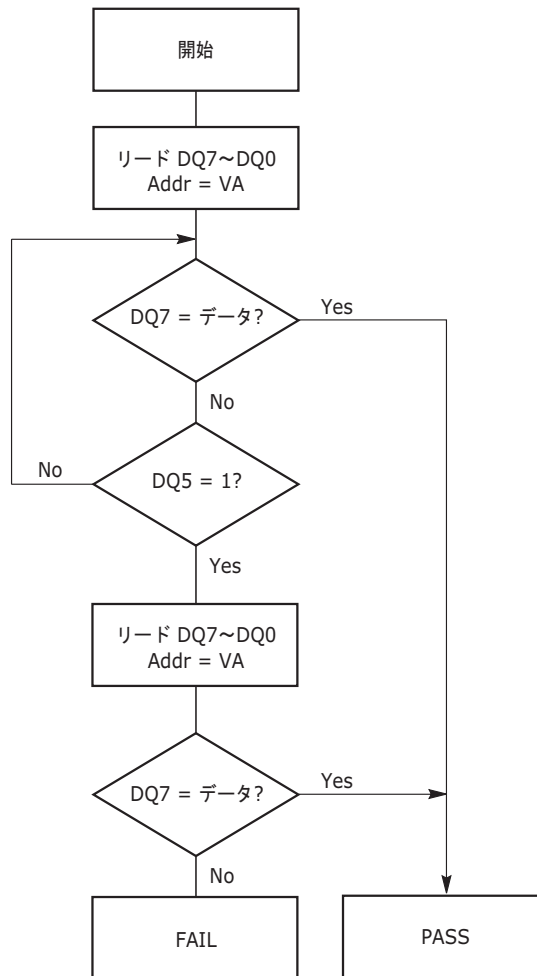 開始
リード DQ7～DQ0
Addr = VA
DQ7 = データ?
Yes
No
No
DQ5 = 1?
Yes
リード DQ7～DQ0
Addr = VA
DQ7 = データ?
Yes
No
FAIL
PASS